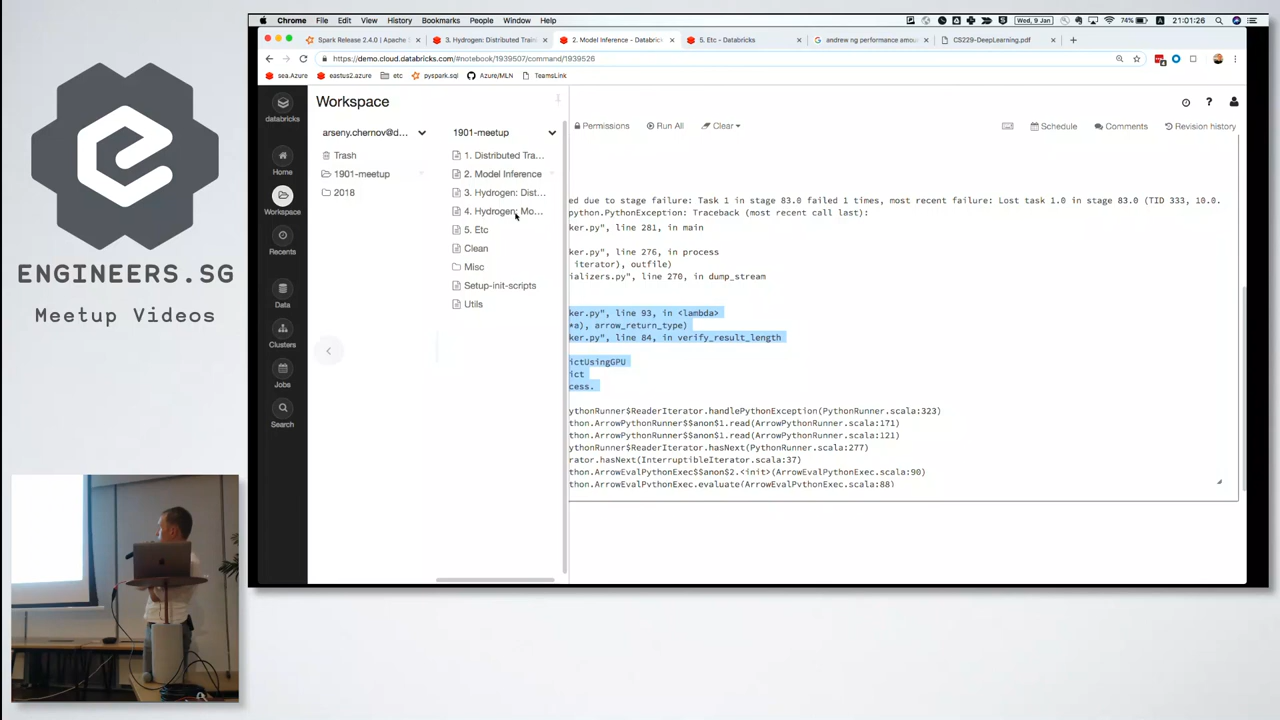 ENGINEERS.SG
Meetup Videos
Chrome File Edit View History Bookmarks People Window Help
74% Wed, 9 Jan 21:01:26
Spark Release 2.4.0 | Apache
3. Hydrogen: Distributed Train
2. Model Inference - Databricks
5. Etc - Databricks
andrew ng performance amou
CS229-DeepLearning.pdf
https://demo.cloud.databricks.com/#notebook/1939507/command/1939526
sea.Azure eastus2.azure etc pyspark.sql Azure/MLN TeamsLink
databricks
Home
Workspace
Recents
Data
Clusters
Jobs
Search
Workspace
arseny.chernov@d...
Trash
1901-meetup
2018
1901-meetup
1. Distributed Tra...
2. Model Inference
3. Hydrogen: Dist...
4. Hydrogen: Mo...
5. Etc
Clean
Misc
Setup-init-scripts
Utils
Permissions Run All Clear Schedule Comments Revision history
ed due to stage failure: Task 1 in stage 83.0 failed 1 times, most recent failure: Lost task 1.0 in stage 83.0 (TID 333, 10.0.
python.PythonException: Traceback (most recent call last):
ker.py", line 281, in main
ker.py", line 276, in process
iterator), outfile)
ializers.py", line 270, in dump_stream
ker.py", line 93, in <lambda>
*a), arrow_return_type)
ker.py", line 84, in verify_result_length
ictUsingGPU
ict
cess.
ythonRunner$ReaderIterator.handlePythonException(PythonRunner.scala:323)
thon.ArrowPythonRunner$$anon$1.read(ArrowPythonRunner.scala:171)
thon.ArrowPythonRunner$$anon$1.read(ArrowPythonRunner.scala:121)
ythonRunner$ReaderIterator.hasNext(PythonRunner.scala:277)
rator.hasNext(InterruptibleIterator.scala:37)
thon.ArrowEvalPythonExec$$anon$2.<init>(ArrowEvalPythonExec.scala:90)
thon.ArrowEvalPythonExec.evaluate(ArrowEvalPythonExec.scala:88)